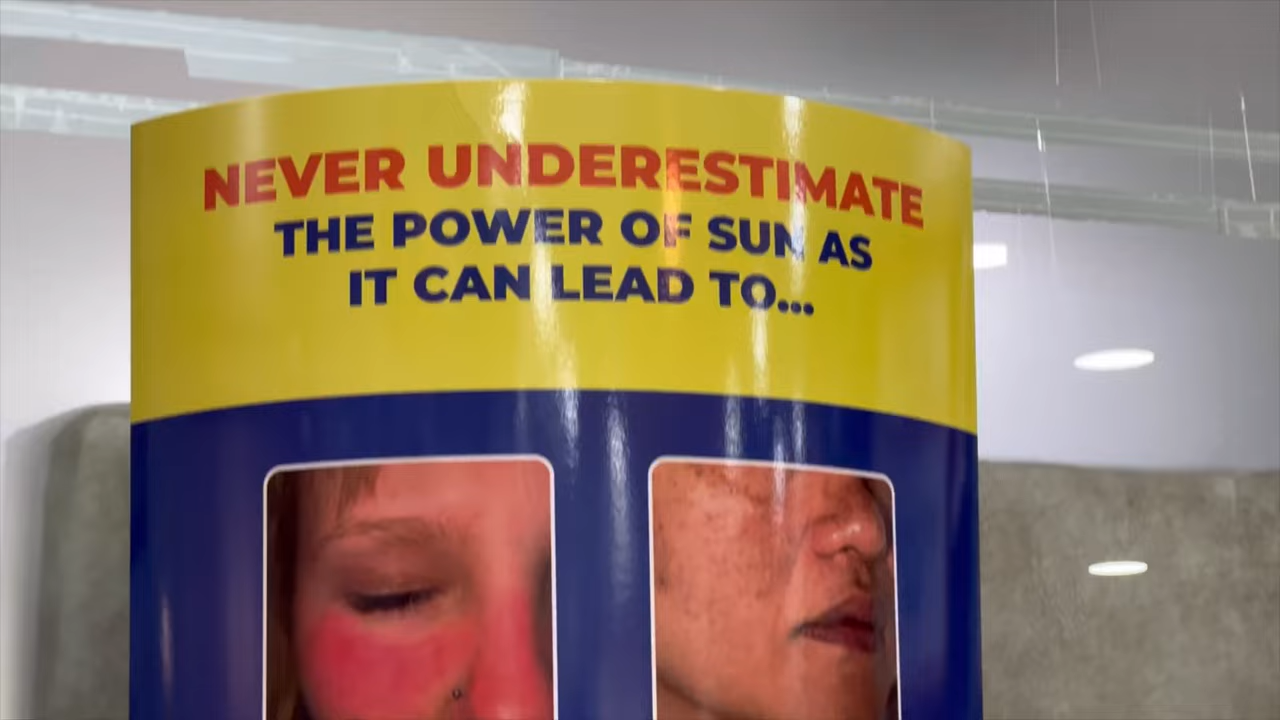 NEVER UNDERESTIMATE
THE POWER OF SUN AS
IT CAN LEAD TO...